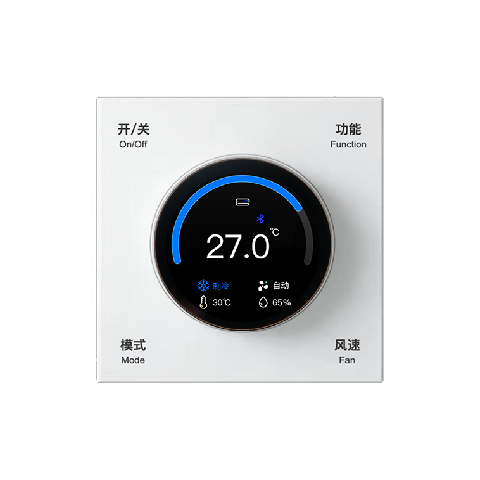 开/关 功能
On/Off Function
27.0 ℃
制冷 自动
30℃ 65%
模式 风速
Mode Fan